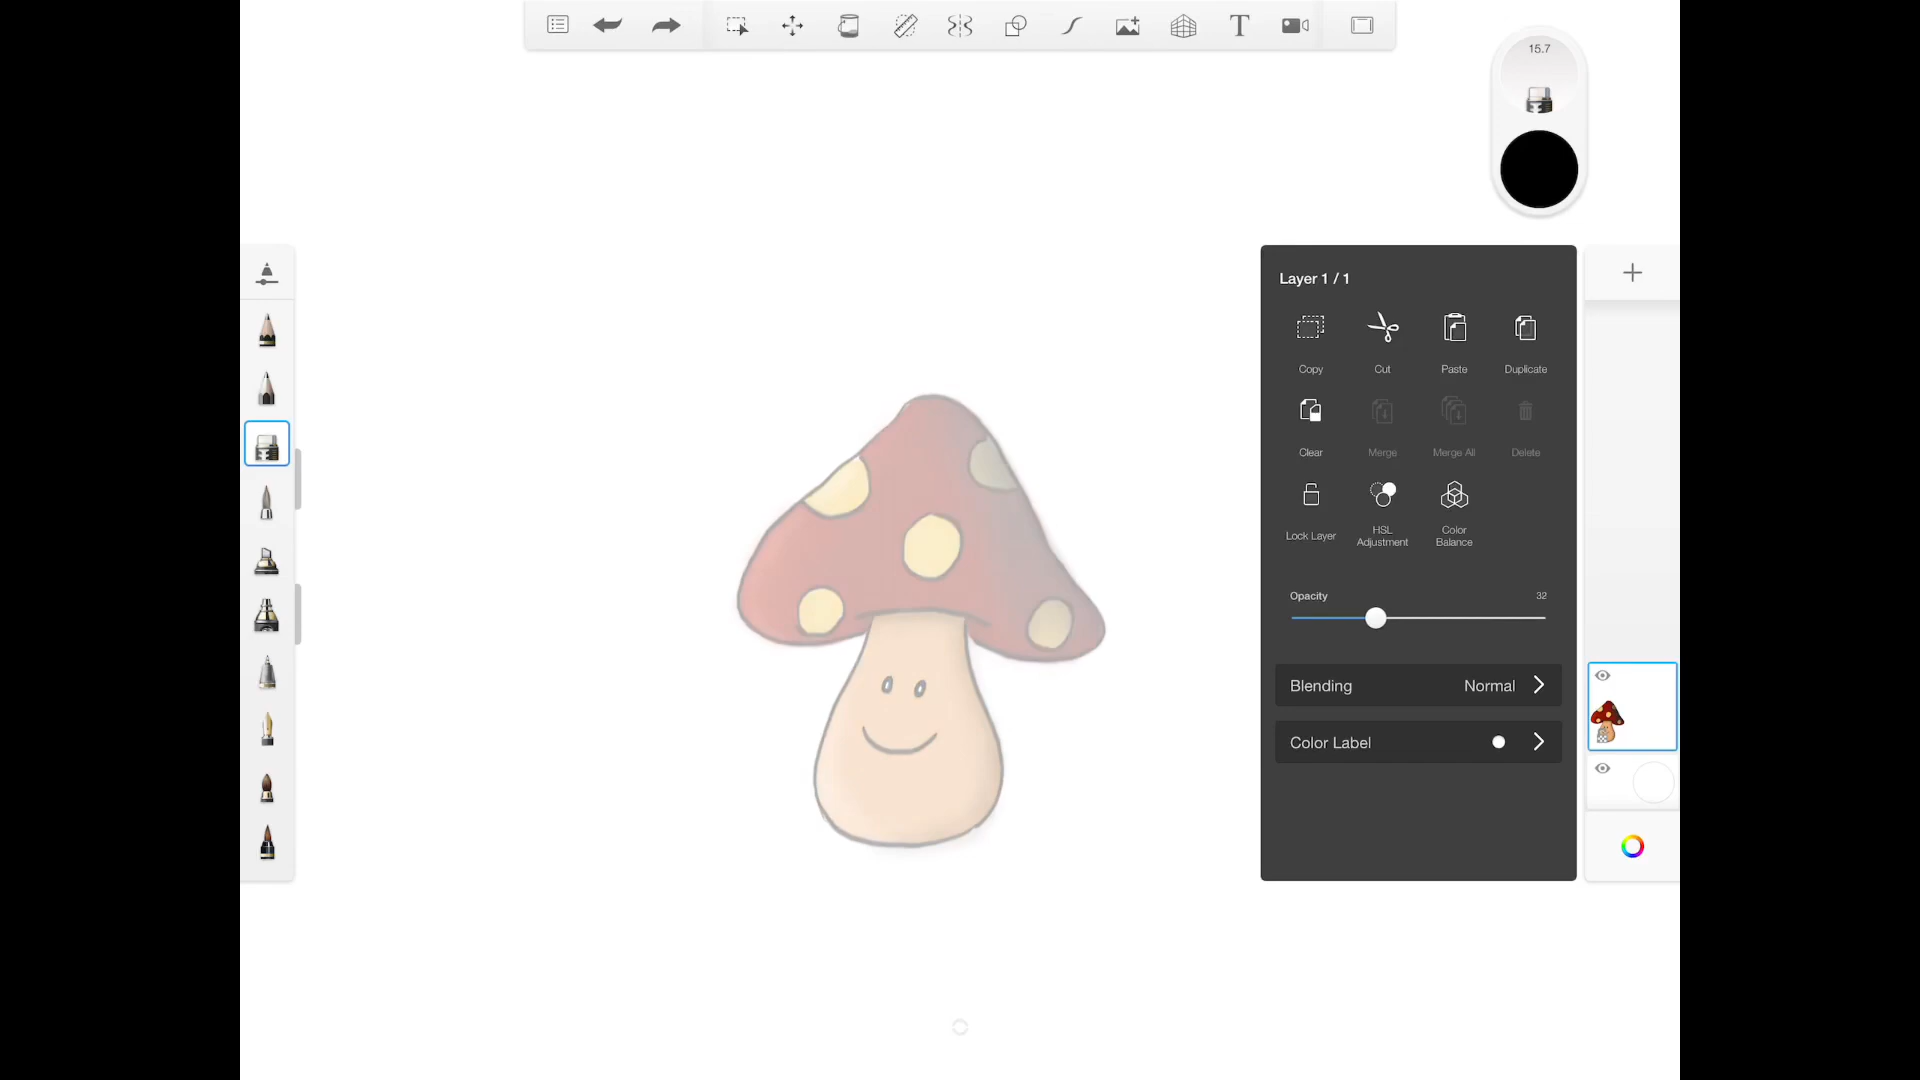 15.7
Layer 1 / 1
Copy
Cut
Paste
Duplicate
Clear
Merge
Merge All
Delete
Lock Layer
HSL
Adjustment
Color
Balance
Opacity
32
Blending
Normal
Color Label